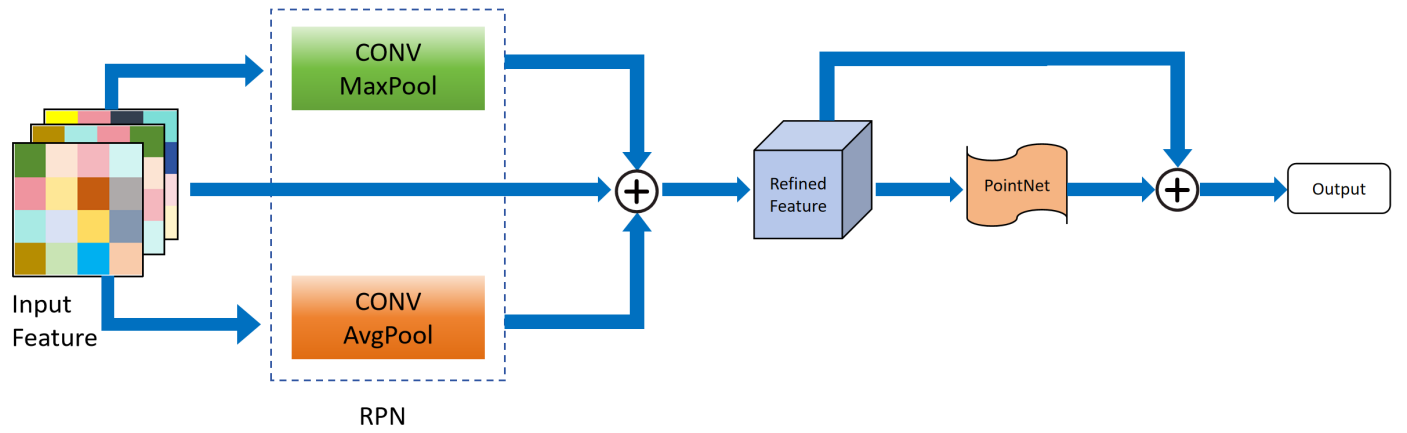 CONV
MaxPool
Input
Feature
CONV
AvgPool
RPN
Refined
Feature
PointNet
Output